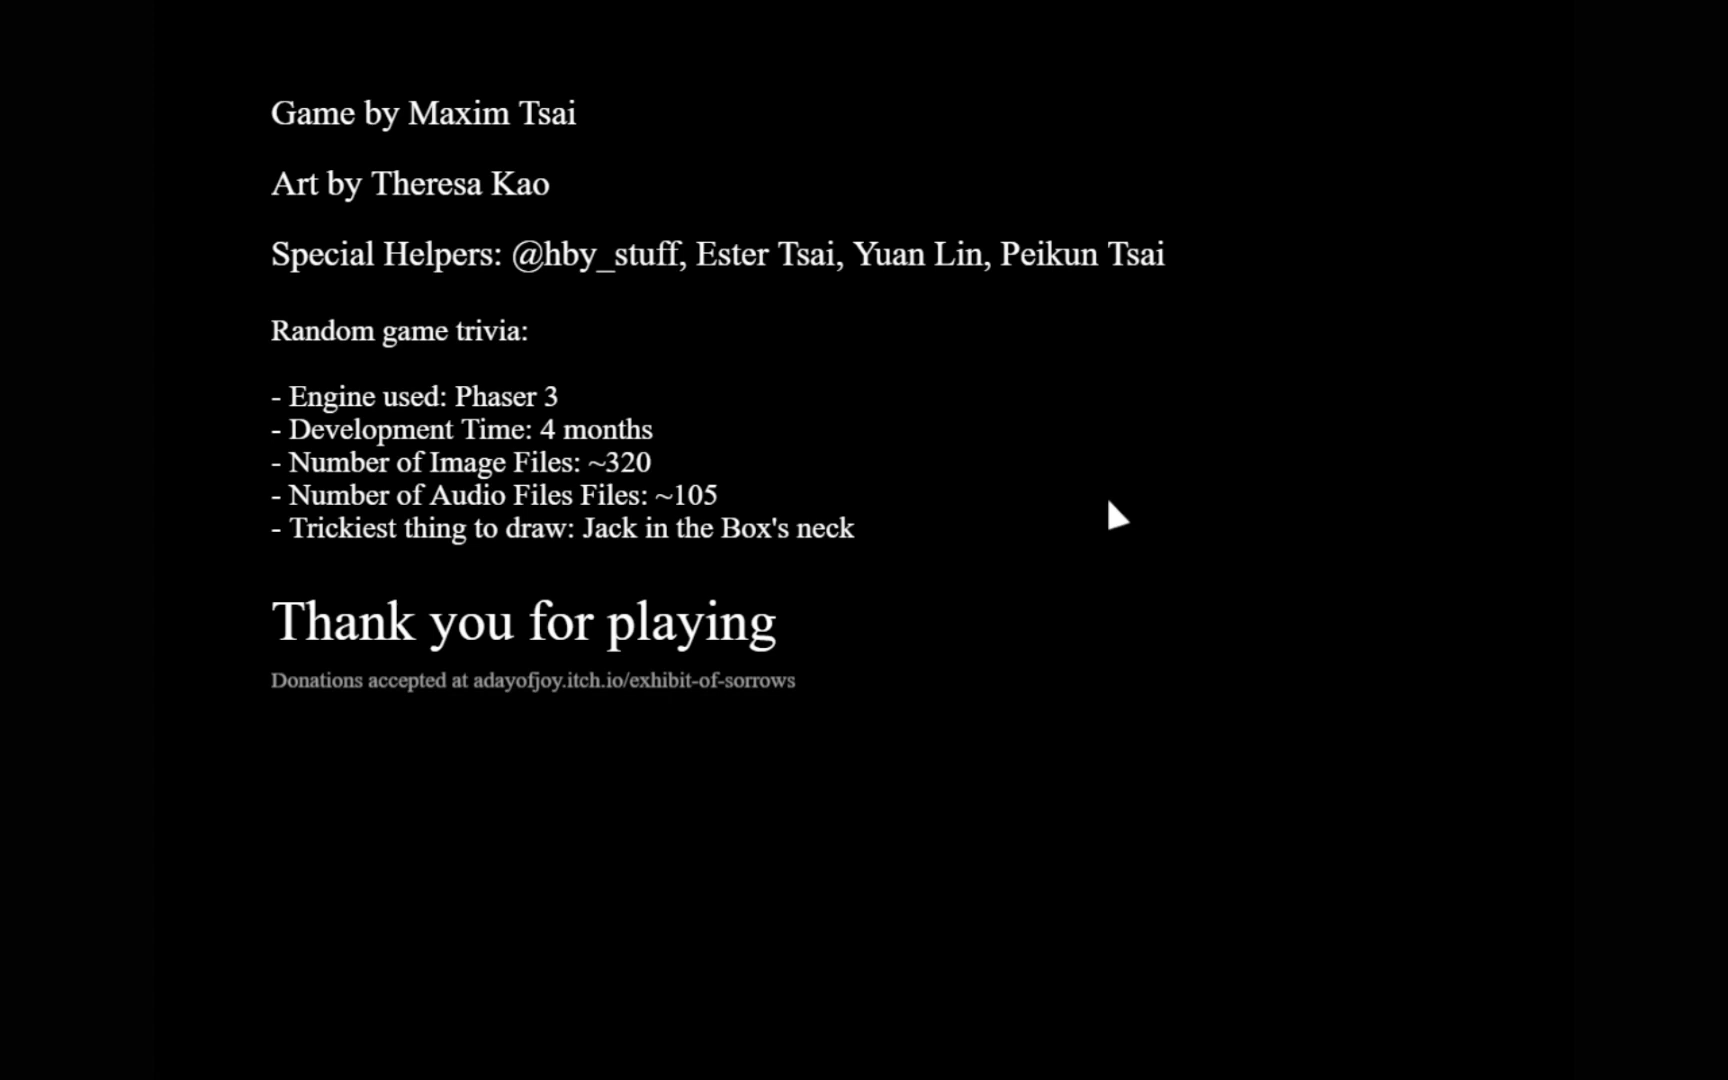 Game by Maxim Tsai
Art by Theresa Kao
Special Helpers: @hby_stuff, Ester Tsai, Yuan Lin, Peikun Tsai
Random game trivia:
- Engine used: Phaser 3
- Development Time: 4 months
- Number of Image Files: ~320
- Number of Audio Files Files: ~105
- Trickiest thing to draw: Jack in the Box's neck
Thank you for playing
Donations accepted at adayofjoy.itch.io/exhibit-of-sorrows